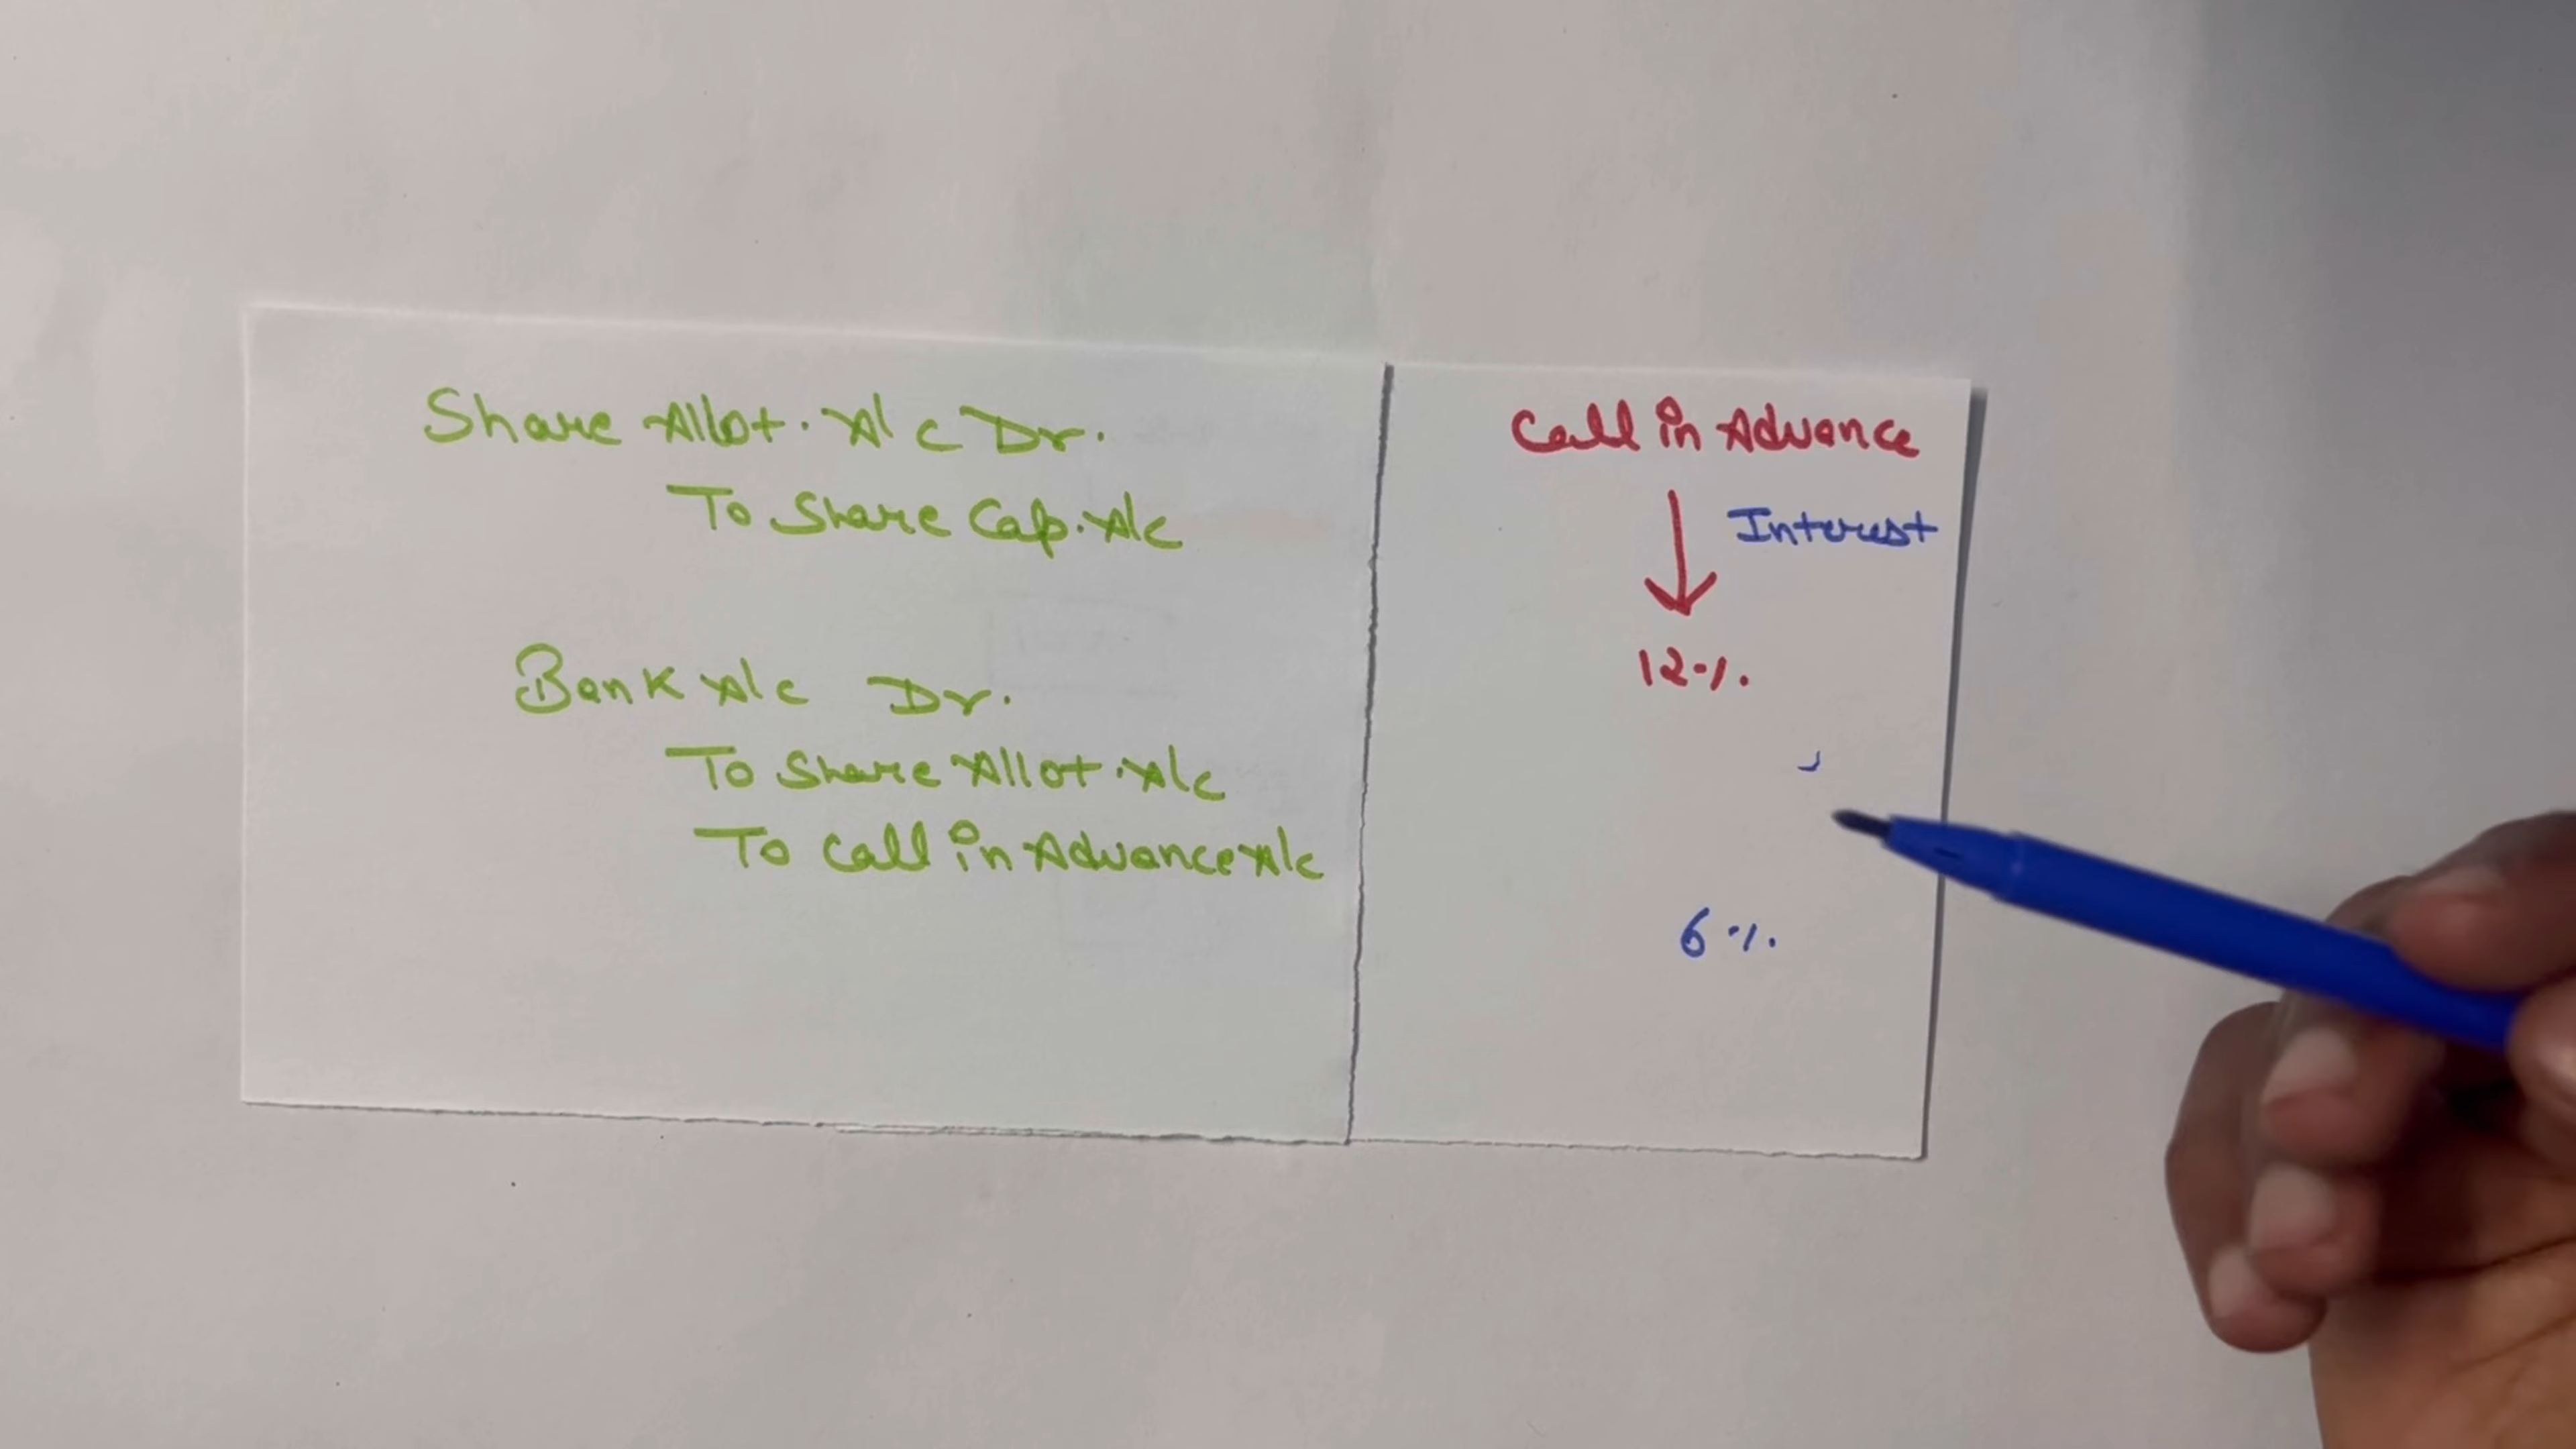 Share Allot. A/c Dr.
To Share Cap. A/c
Bank A/c Dr.
To Share Allot. A/c
To Call in Advance A/c
Call in Advance
Interest
12%
6%